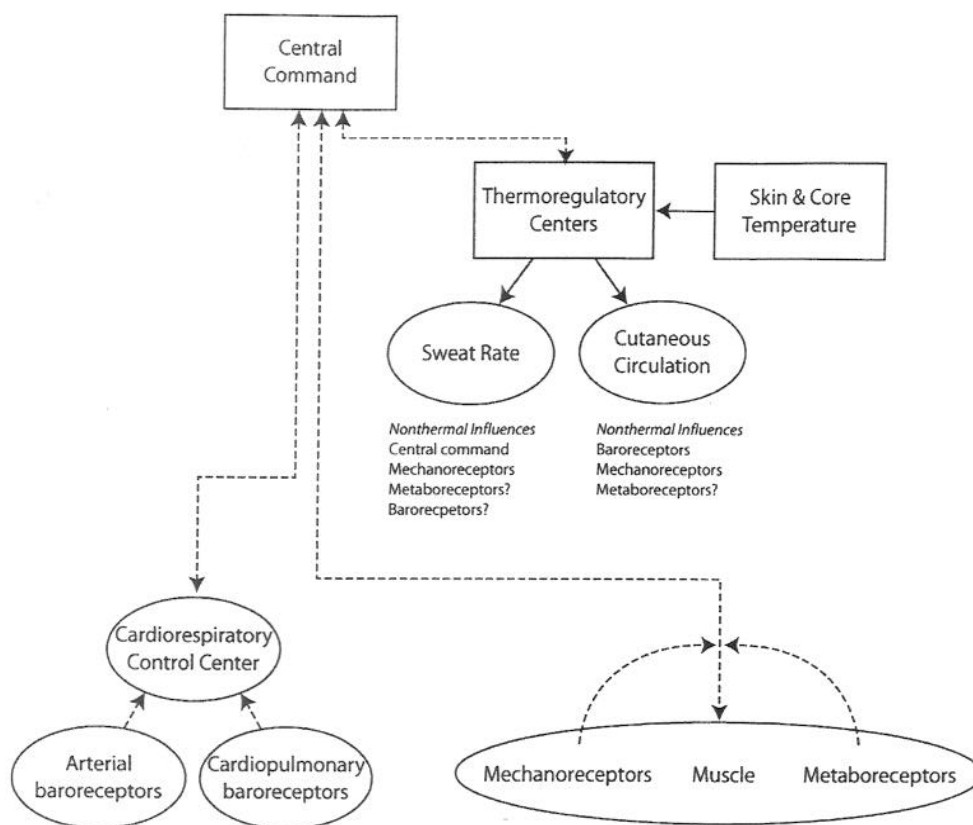 Central
Command
Thermoregulatory
Centers
Skin & Core
Temperature
Sweat Rate
Cutaneous
Circulation
Nonthermal Influences
Central command
Mechanoreceptors
Metaboreceptors?
Barorecpetors?
Nonthermal Influences
Baroreceptors
Mechanoreceptors
Metaboreceptors?
Cardiorespiratory
Control Center
Arterial
baroreceptors
Cardiopulmonary
baroreceptors
Mechanoreceptors
Muscle
Metaboreceptors